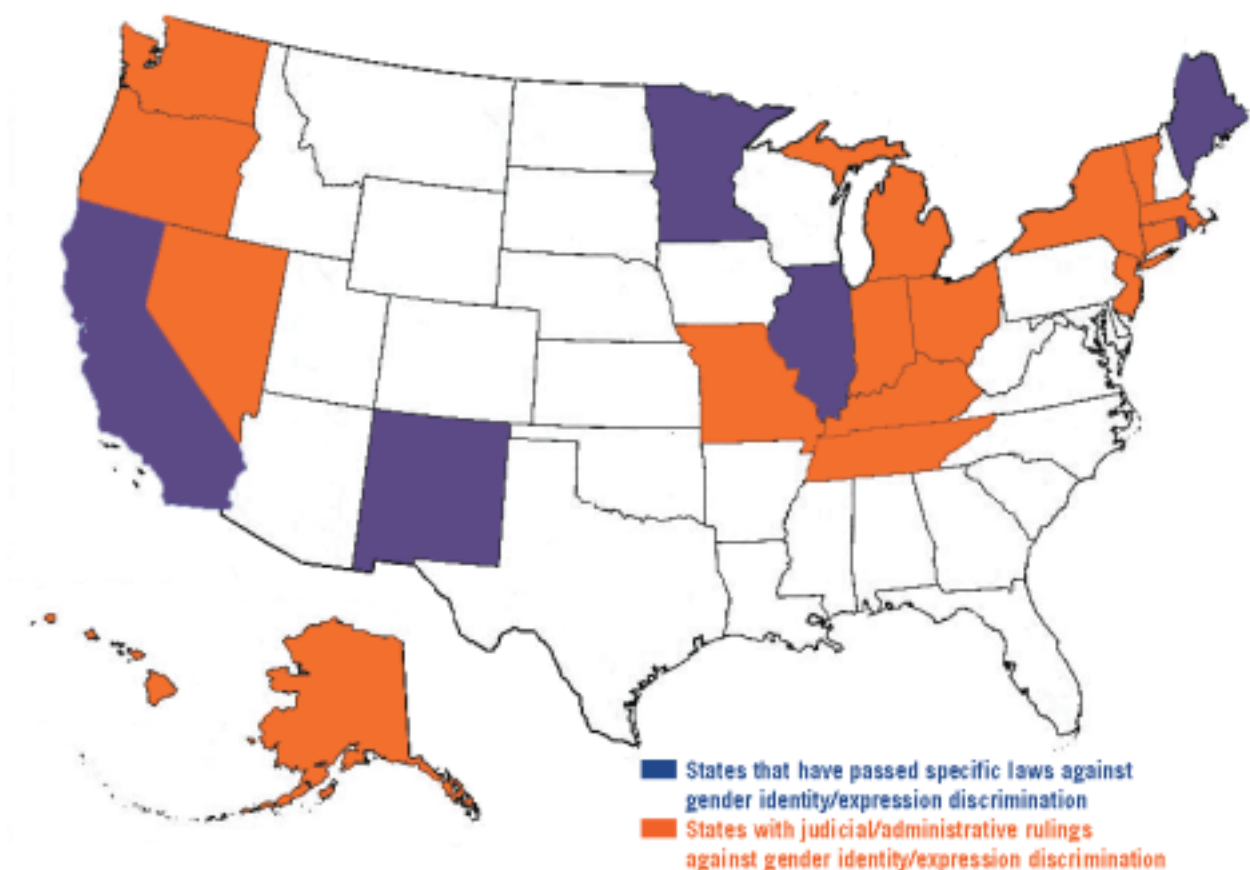 States that have passed specific laws against
gender identity/expression discrimination
States with judicial/administrative rulings
against gender identity/expression discrimination